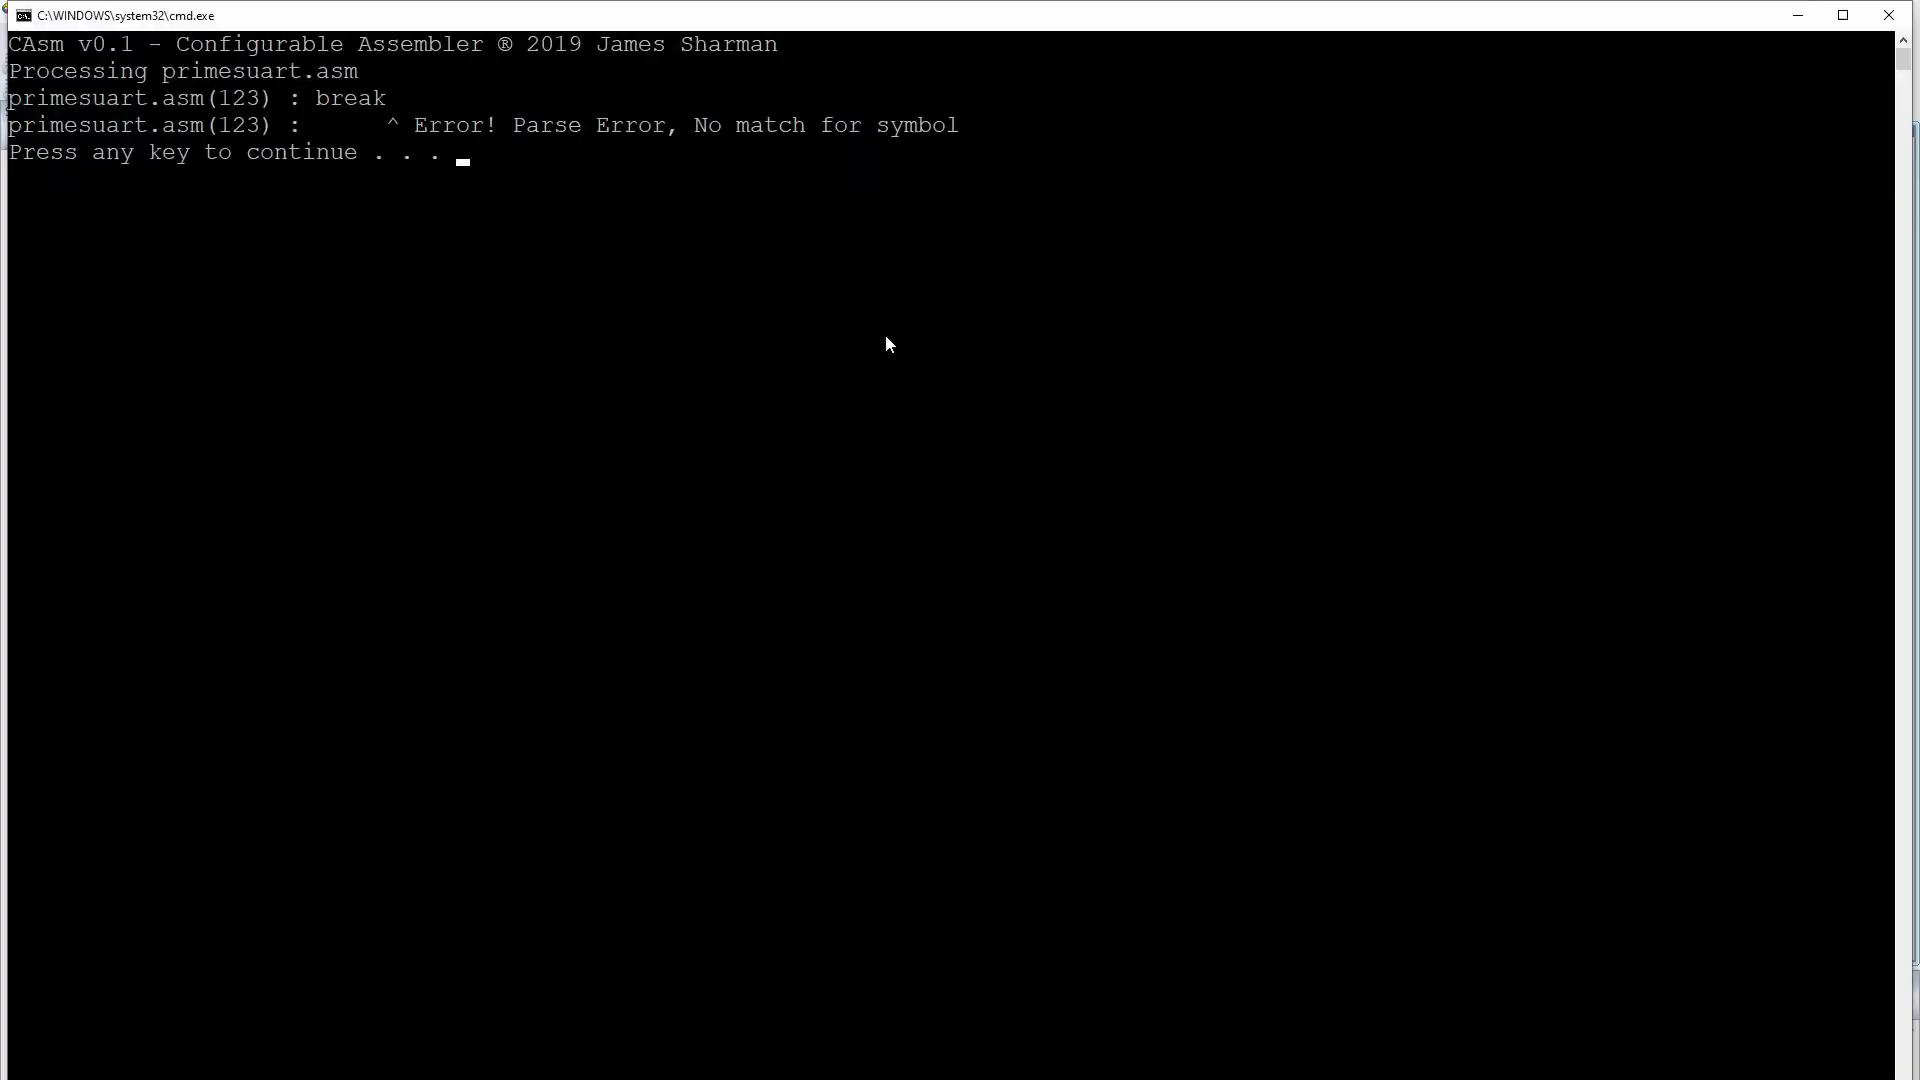 C:\WINDOWS\system32\cmd.exe
CAsm v0.1 - Configurable Assembler ® 2019 James Sharman
Processing primesuart.asm
primesuart.asm(123) : break
primesuart.asm(123) :      ^ Error! Parse Error, No match for symbol
Press any key to continue . . .